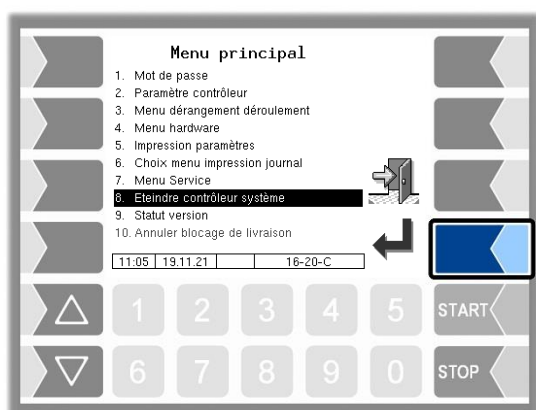 Menu principal
1. Mot de passe
2. Paramètre contrôleur
3. Menu dérangement déroulement
4. Menu hardware
5. Impression paramètres
6. Choix menu impression journal
7. Menu Service
8. Eteindre contrôleur système
9. Statut version
10. Annuler blocage de livraison
11:05 19.11.21 16-20-C
1 2 3 4 5 START
6 7 8 9 0 STOP